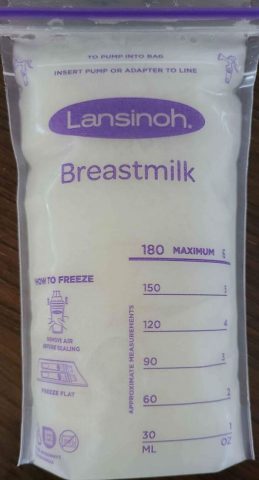 TO PUMP INTO BAG
INSERT PUMP OR ADAPTER TO LINE
Lansinoh®
Breastmilk
180 MAXIMUM 6
150 5
120 4
90 3
60 2
30 1
ML OZ
APPROXIMATE MEASUREMENTS
HOW TO FREEZE
REMOVE AIR
BEFORE SEALING
FREEZE FLAT